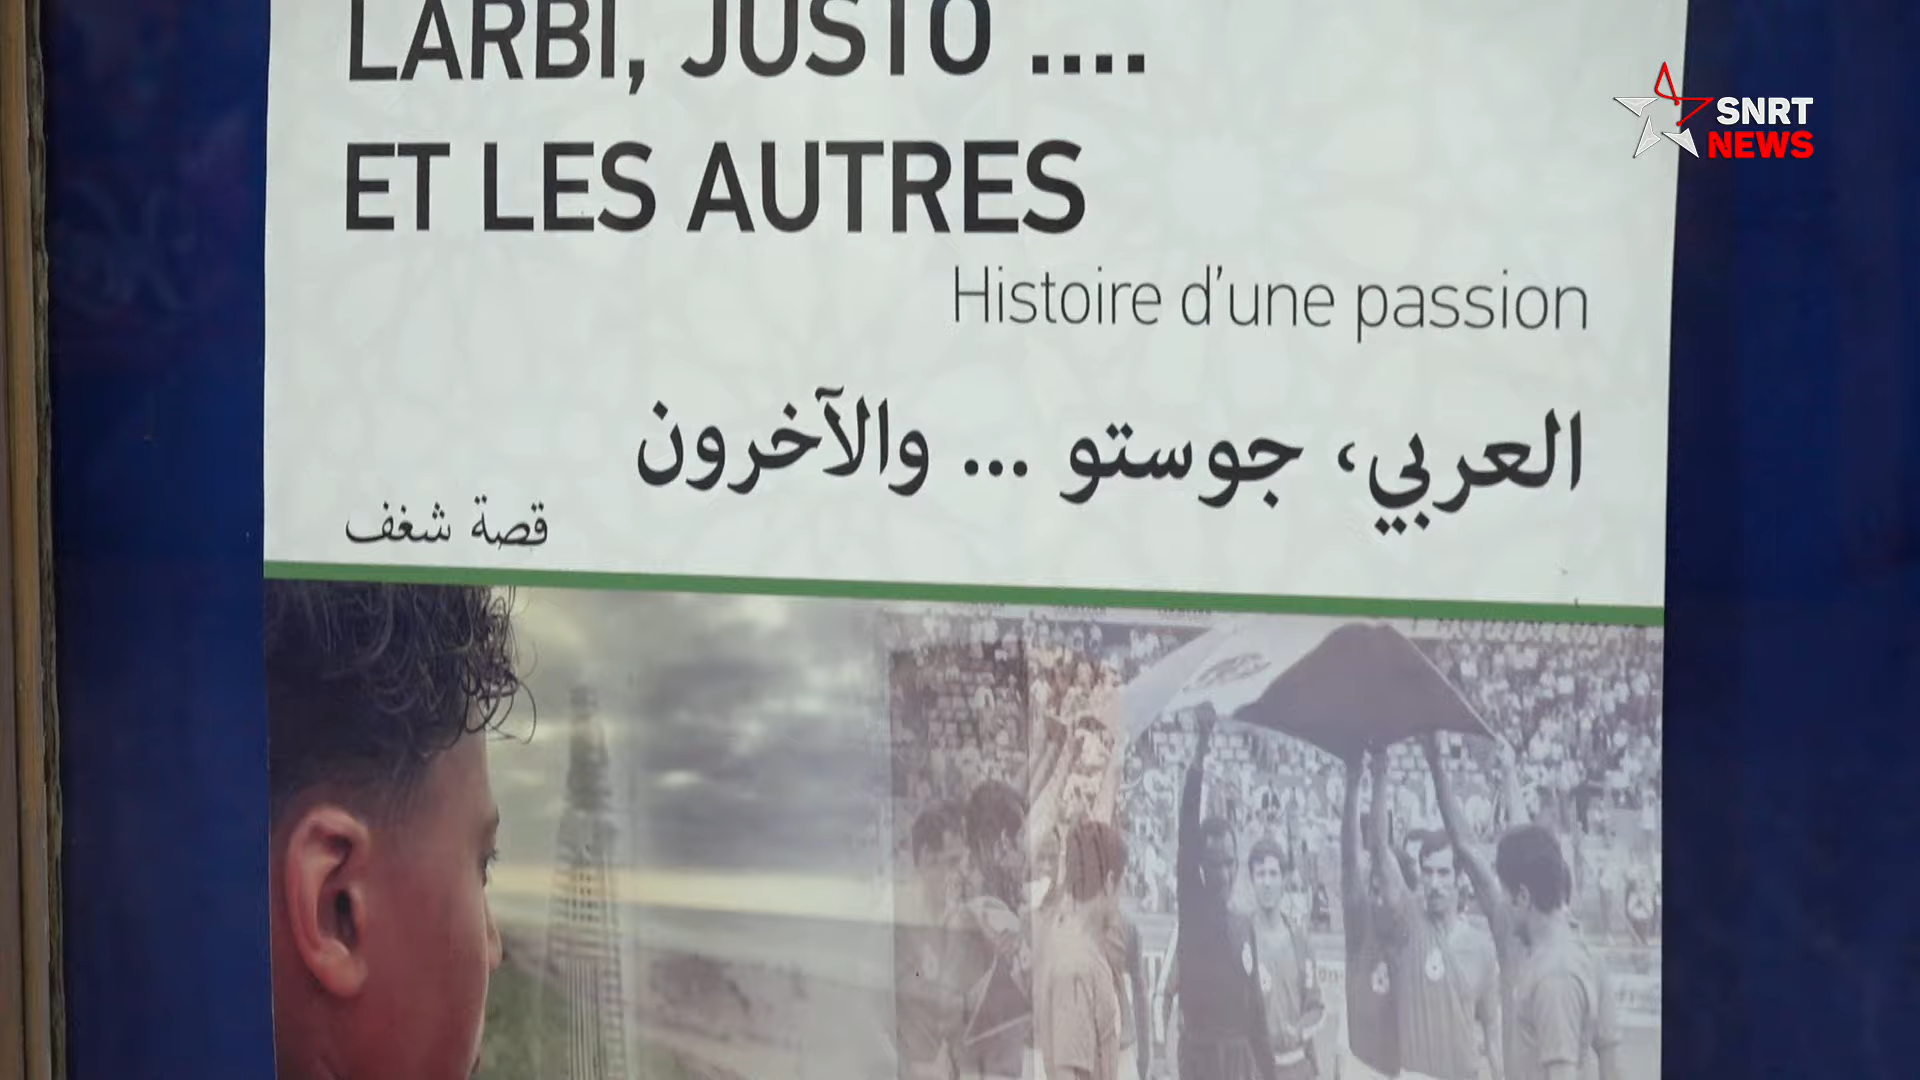 LARBI, JUSTO ....
ET LES AUTRES
Histoire d'une passion
العربي، جوستو ... والآخرون
قصة شغف
SNRT
NEWS